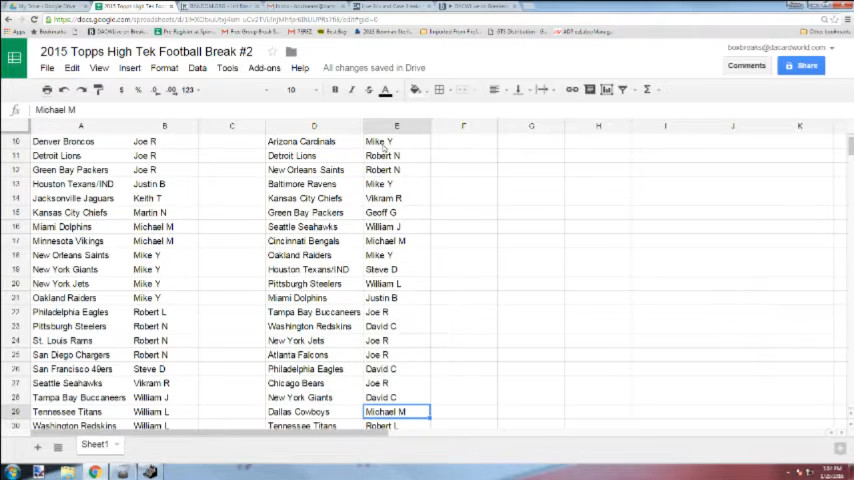 2015 Topps High Tek Football Break #2
boxbreaks@dacardworld.com
File Edit View Insert Format Data Tools Add-ons Help All changes saved in Drive
Comments Share
$ % 123 10 B I S A
fx Michael M
A B C D E F G H I J K
10 Denver Broncos Joe R Arizona Cardinals Mike Y
11 Detroit Lions Joe R Detroit Lions Robert N
12 Green Bay Packers Joe R New Orleans Saints Robert N
13 Houston Texans/IND Justin B Baltimore Ravens Mike Y
14 Jacksonville Jaguars Keith T Kansas City Chiefs Vikram R
15 Kansas City Chiefs Martin N Green Bay Packers Geoff G
16 Miami Dolphins Michael M Seattle Seahawks William J
17 Minnesota Vikings Michael M Cincinnati Bengals Michael M
18 New Orleans Saints Mike Y Oakland Raiders Mike Y
19 New York Giants Mike Y Houston Texans/IND Steve D
20 New York Jets Mike Y Pittsburgh Steelers William L
21 Oakland Raiders Mike Y Miami Dolphins Justin B
22 Philadelphia Eagles Robert L Tampa Bay Buccaneers Joe R
23 Pittsburgh Steelers Robert N Washington Redskins David C
24 St. Louis Rams Robert N New York Jets Joe R
25 San Diego Chargers Robert N Atlanta Falcons Joe R
26 San Francisco 49ers Steve D Philadelphia Eagles David C
27 Seattle Seahawks Vikram R Chicago Bears Joe R
28 Tampa Bay Buccaneers William J New York Giants David C
29 Tennessee Titans William L Dallas Cowboys Michael M
30 Washington Redskins William L Tennessee Titans Robert L
Sheet1